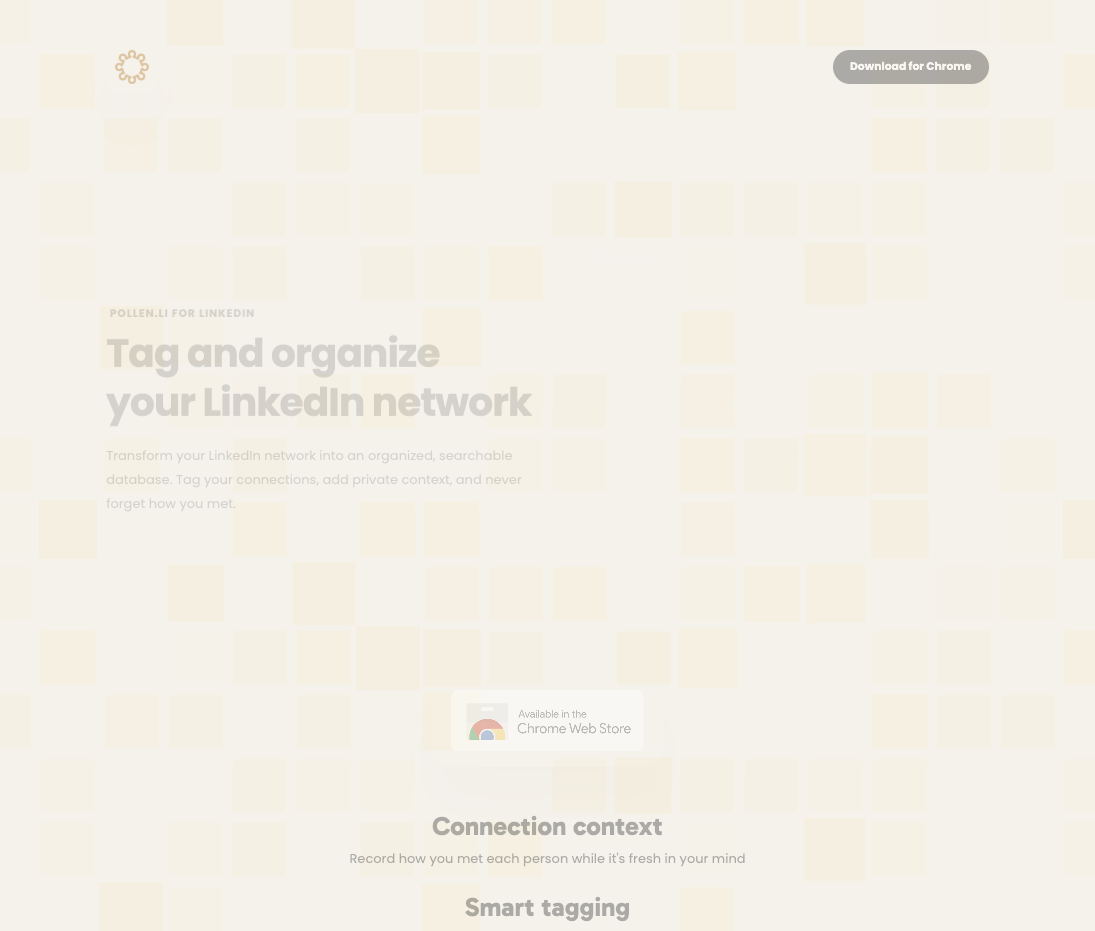 Download for Chrome
POLLEN.LI FOR LINKEDIN
Tag and organize
your LinkedIn network
Transform your LinkedIn network into an organized, searchable
database. Tag your connections, add private context, and never
forget how you met.
Available in the
Chrome Web Store
Connection context
Record how you met each person while it's fresh in your mind
Smart tagging